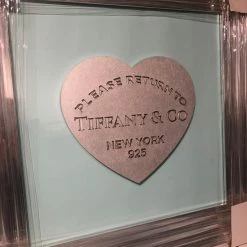 PLEASE RETURN TO
TIFFANY & CO
NEW YORK
925